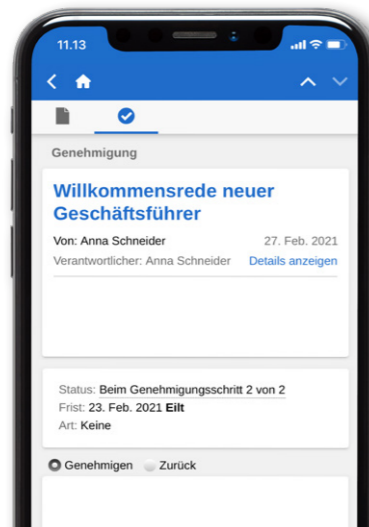 11.13
Genehmigung
Willkommensrede neuer
Geschäftsführer
Von: Anna Schneider 27. Feb. 2021
Verantwortlicher: Anna Schneider Details anzeigen
Status: Beim Genehmigungsschritt 2 von 2
Frist: 23. Feb. 2021 Eilt
Art: Keine
Genehmigen Zurück